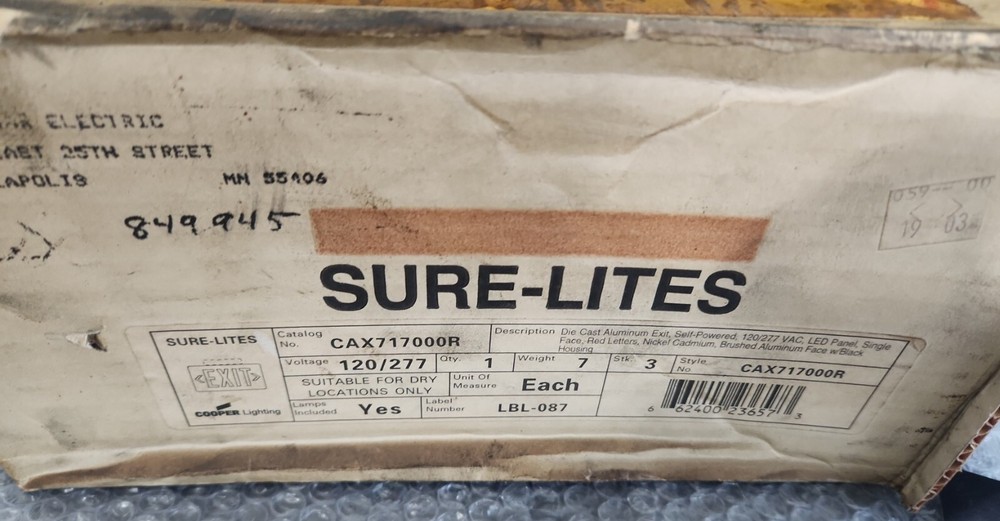 ELECTRIC
25TH STREET
MN 55406
849945
059-- 00
19 03
SURE-LITES
SURE-LITES
EXIT
COOPER Lighting
Catalog No. CAX717000R
Description Die Cast Aluminum Exit, Self-Powered, 120/277 VAC, LED Panel, Single
Face, Red Letters, Nickel Cadmium, Brushed Aluminum Face w/Black
Housing
Voltage 120/277 Qty. 1 Weight 7 Stk. 3 Style No. CAX717000R
SUITABLE FOR DRY
LOCATIONS ONLY
Unit Of Measure Each
Lamps Included Yes
Label Number LBL-087
6 62400 23657 3